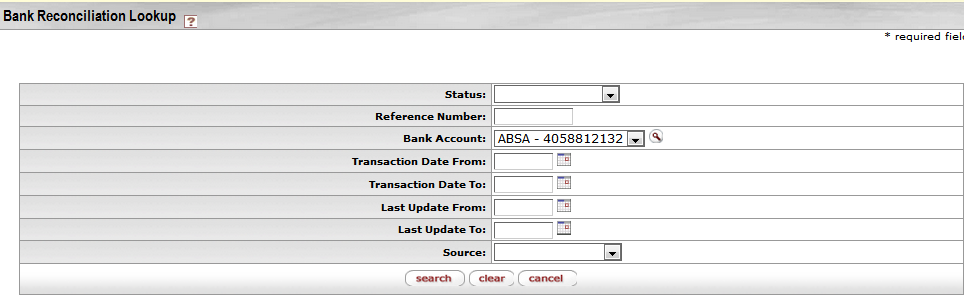 Bank Reconciliation Lookup ?
* required fiel
Status:
Reference Number:
Bank Account: ABSA - 4058812132
Transaction Date From:
Transaction Date To:
Last Update From:
Last Update To:
Source:
search clear cancel